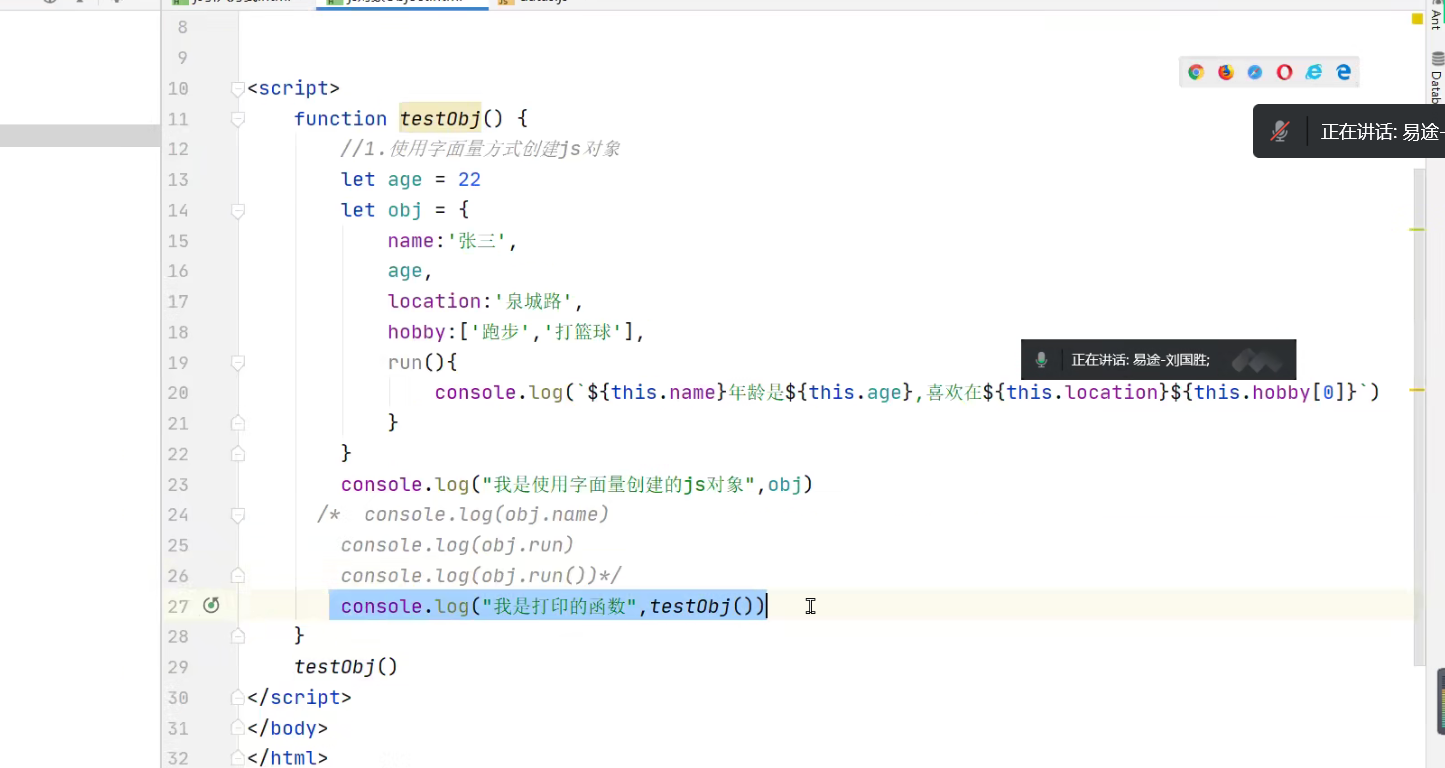 8
9
10 <script>
11 function testObj() {
12 //1.使用字面量方式创建js对象
13 let age = 22
14 let obj = {
15 name:'张三',
16 age,
17 location:'泉城路',
18 hobby:['跑步','打篮球'],
19 run(){
20 console.log(`${this.name}年龄是${this.age},喜欢在${this.location}${this.hobby[0]}`)
21 }
22 }
23 console.log("我是使用字面量创建的js对象",obj)
24 /* console.log(obj.name)
25 console.log(obj.run)
26 console.log(obj.run())*/
27 console.log("我是打印的函数",testObj())
28 }
29 testObj()
30 </script>
31 </body>
32 </html>
Ant
正在讲话: 易途-
正在讲话: 易途-刘国胜;